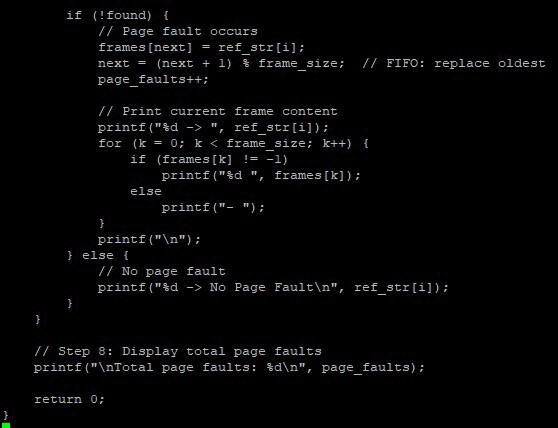 if (!found) {
            // Page fault occurs
            frames[next] = ref_str[i];
            next = (next + 1) % frame_size;  // FIFO: replace oldest
            page_faults++;

            // Print current frame content
            printf("%d -> ", ref_str[i]);
            for (k = 0; k < frame_size; k++) {
                if (frames[k] != -1)
                    printf("%d ", frames[k]);
                else
                    printf("- ");
            }
            printf("\n");
        } else {
            // No page fault
            printf("%d -> No Page Fault\n", ref_str[i]);
        }
    }

    // Step 8: Display total page faults
    printf("\nTotal page faults: %d\n", page_faults);

    return 0;
}